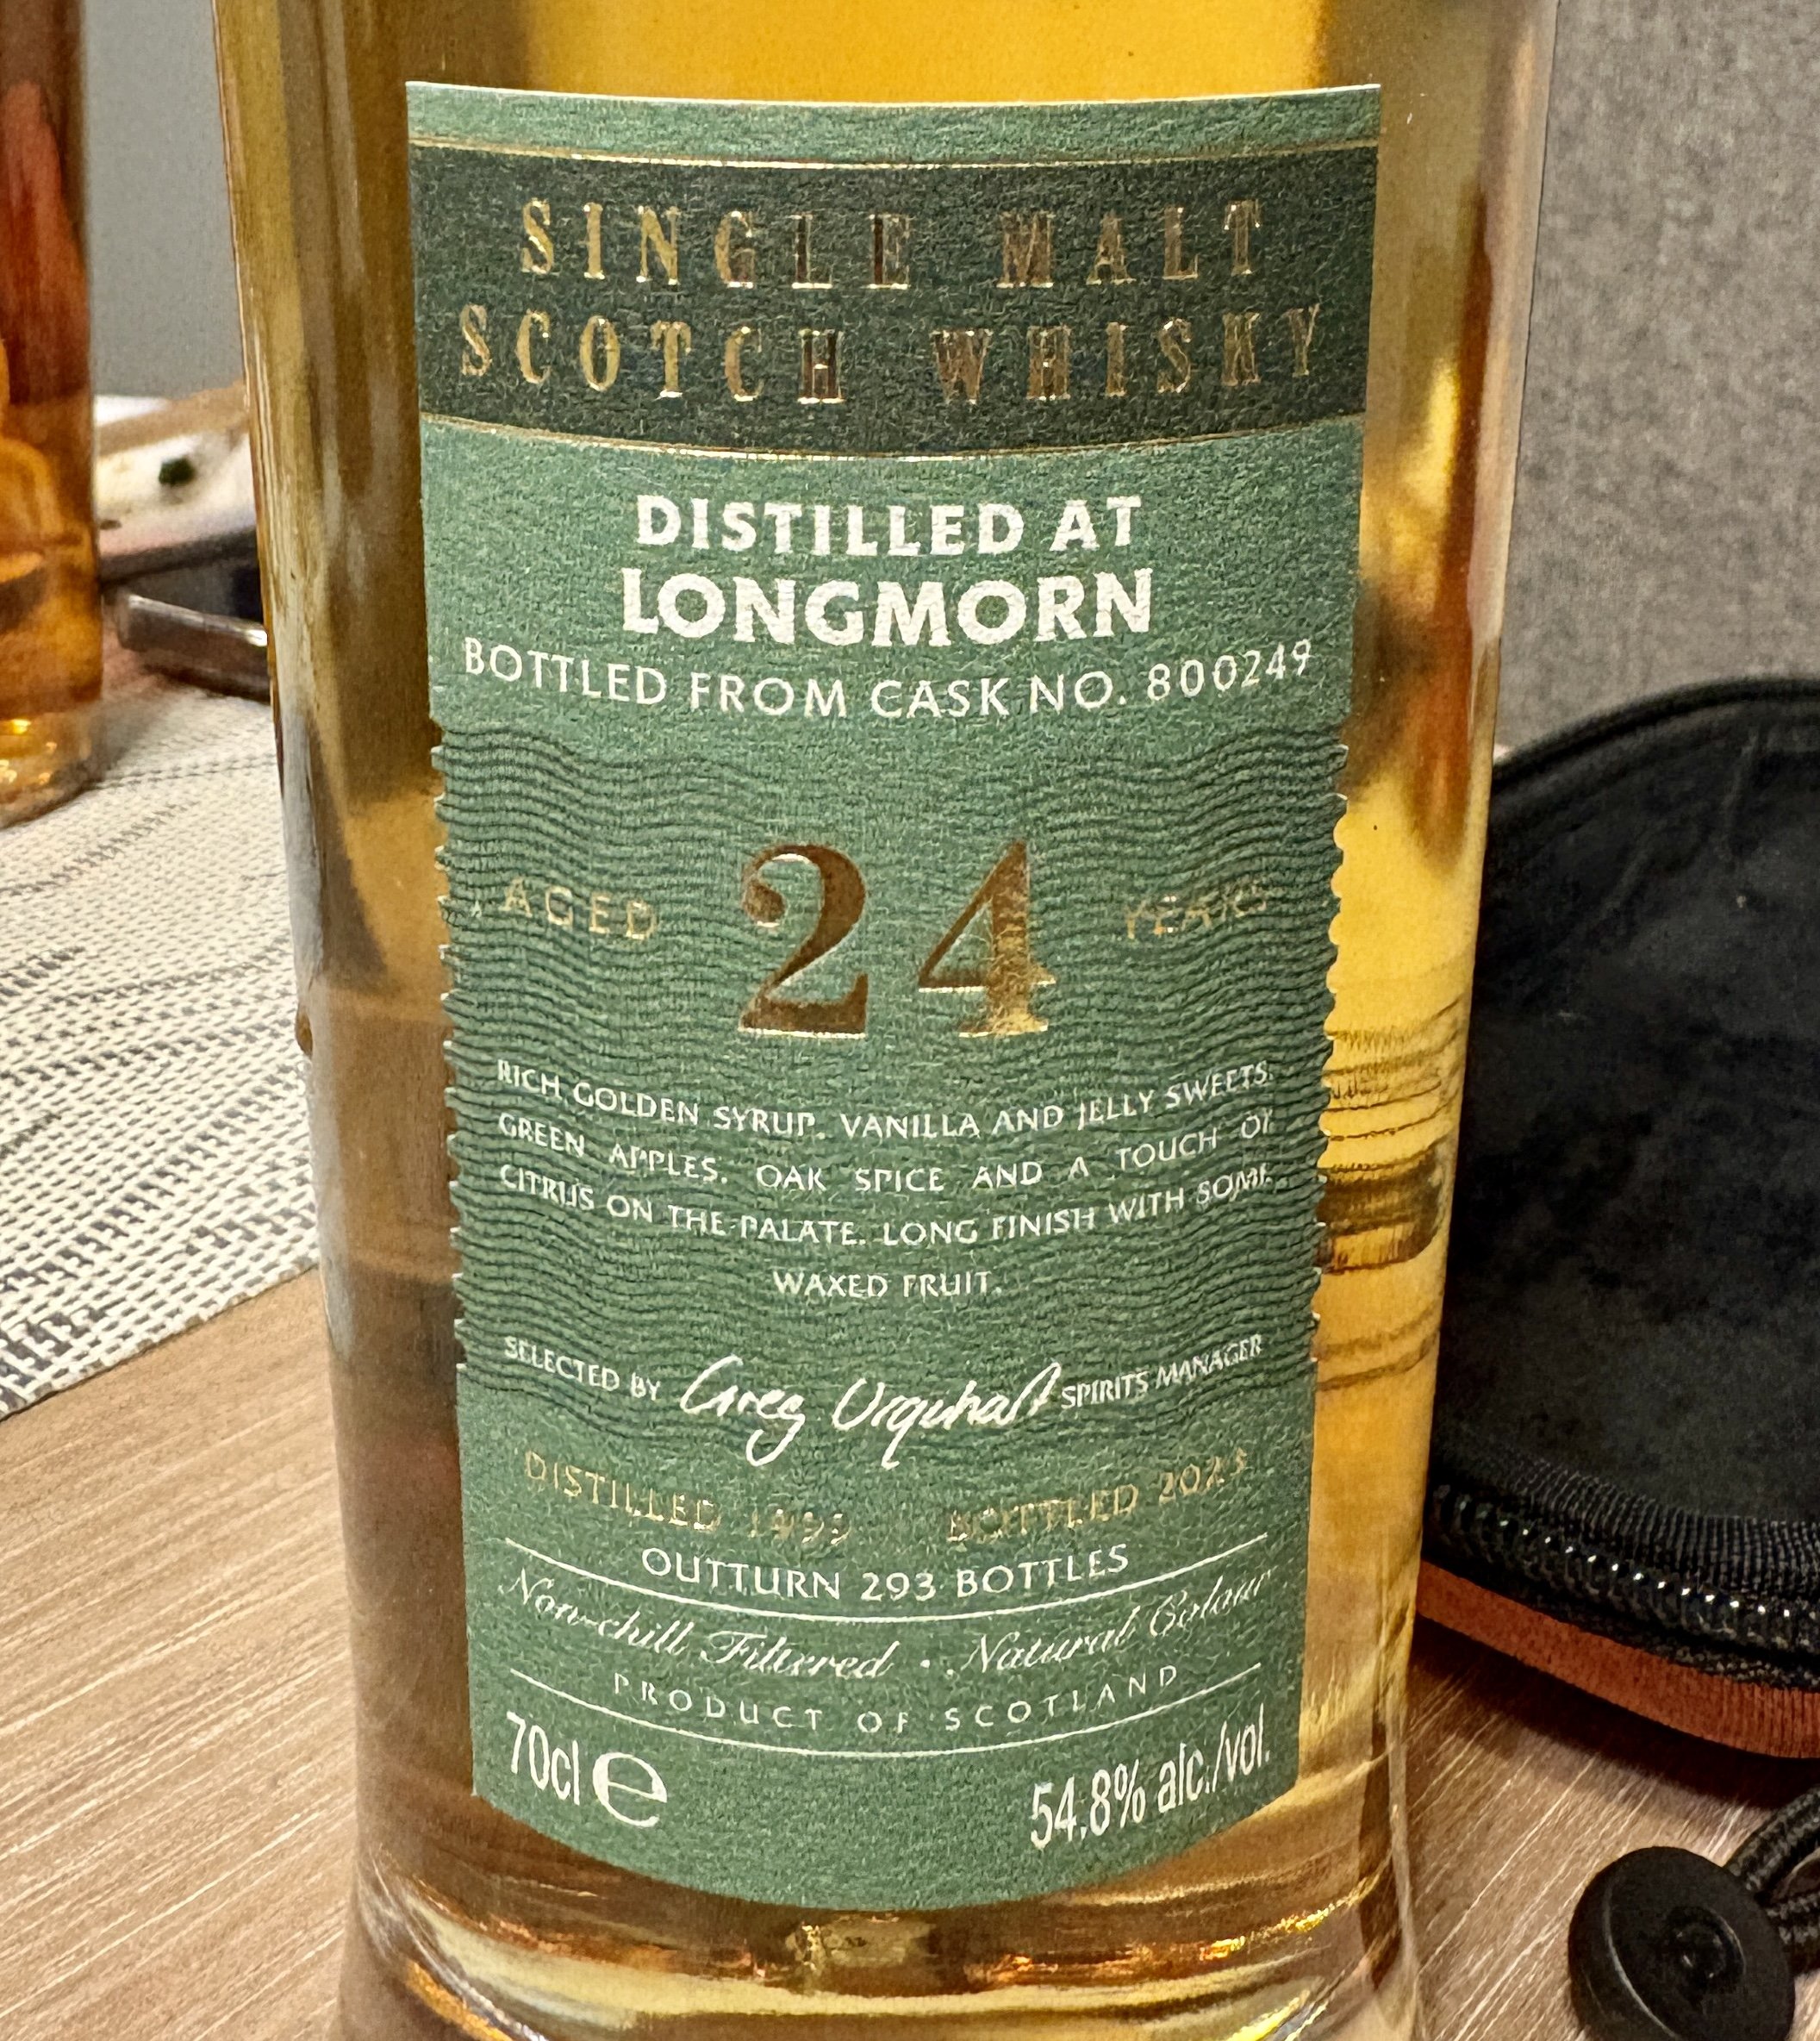 SINGLE MALT
SCOTCH WHISKY
DISTILLED AT
LONGMORN
BOTTLED FROM CASK NO. 800249
AGED 24 YEARS
RICH GOLDEN SYRUP, VANILLA AND JELLY SWEETS.
GREEN APPLES, OAK SPICE AND A TOUCH OF
CITRUS ON THE PALATE. LONG FINISH WITH SOME
WAXED FRUIT.
SELECTED BY Greg Urquhart SPIRITS MANAGER
DISTILLED 1999 BOTTLED 2023
OUTTURN 293 BOTTLES
Non-chill Filtered · Natural Colour
PRODUCT OF SCOTLAND
70cl e 54.8% alc./vol.